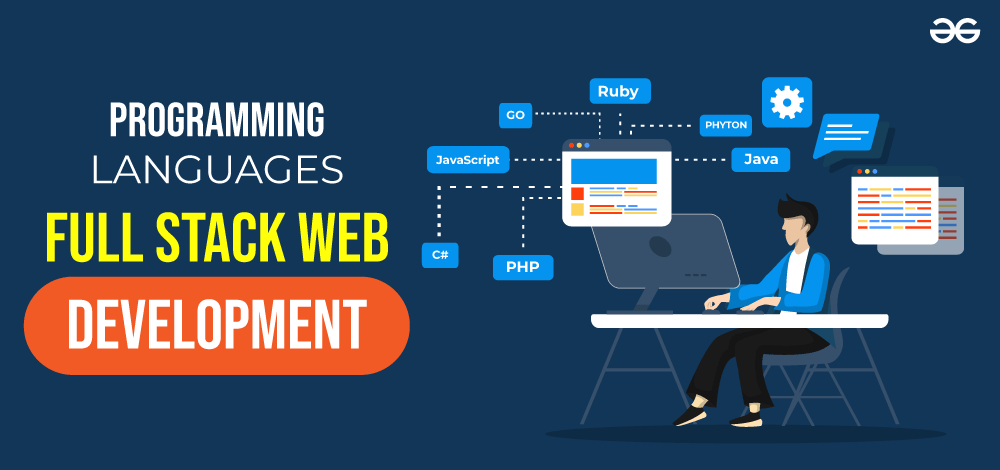 PROGRAMMING
LANGUAGES
FULL STACK WEB
DEVELOPMENT
Ruby
GO
PHYTON
JavaScript
Java
C#
PHP